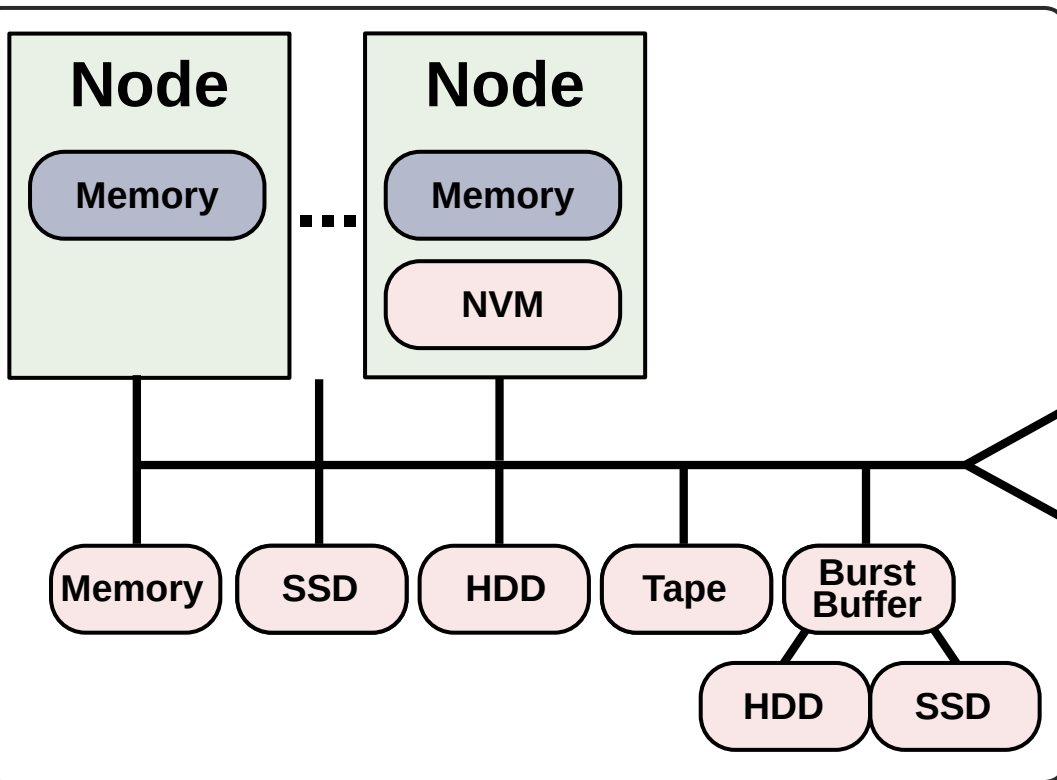 Node
Node
Memory
Memory
NVM
Memory
SSD
HDD
Tape
Burst
Buffer
HDD
SSD